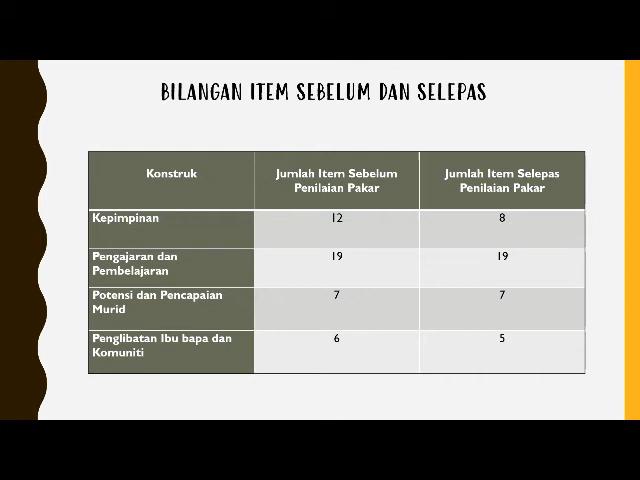 BILANGAN ITEM SEBELUM DAN SELEPAS
Konstruk
Jumlah Item Sebelum
Penilaian Pakar
Jumlah Item Selepas
Penilaian Pakar
Kepimpinan
12
8
Pengajaran dan
Pembelajaran
19
19
Potensi dan Pencapaian
Murid
7
7
Penglibatan Ibu bapa dan
Komuniti
6
5